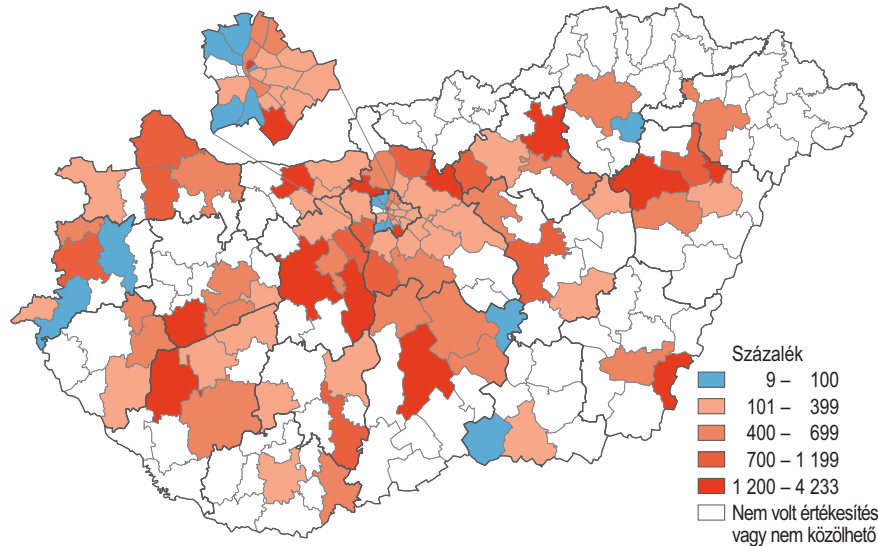 Százalék
9 – 100
101 – 399
400 – 699
700 – 1 199
1 200 – 4 233
Nem volt értékesítés
vagy nem közölhető